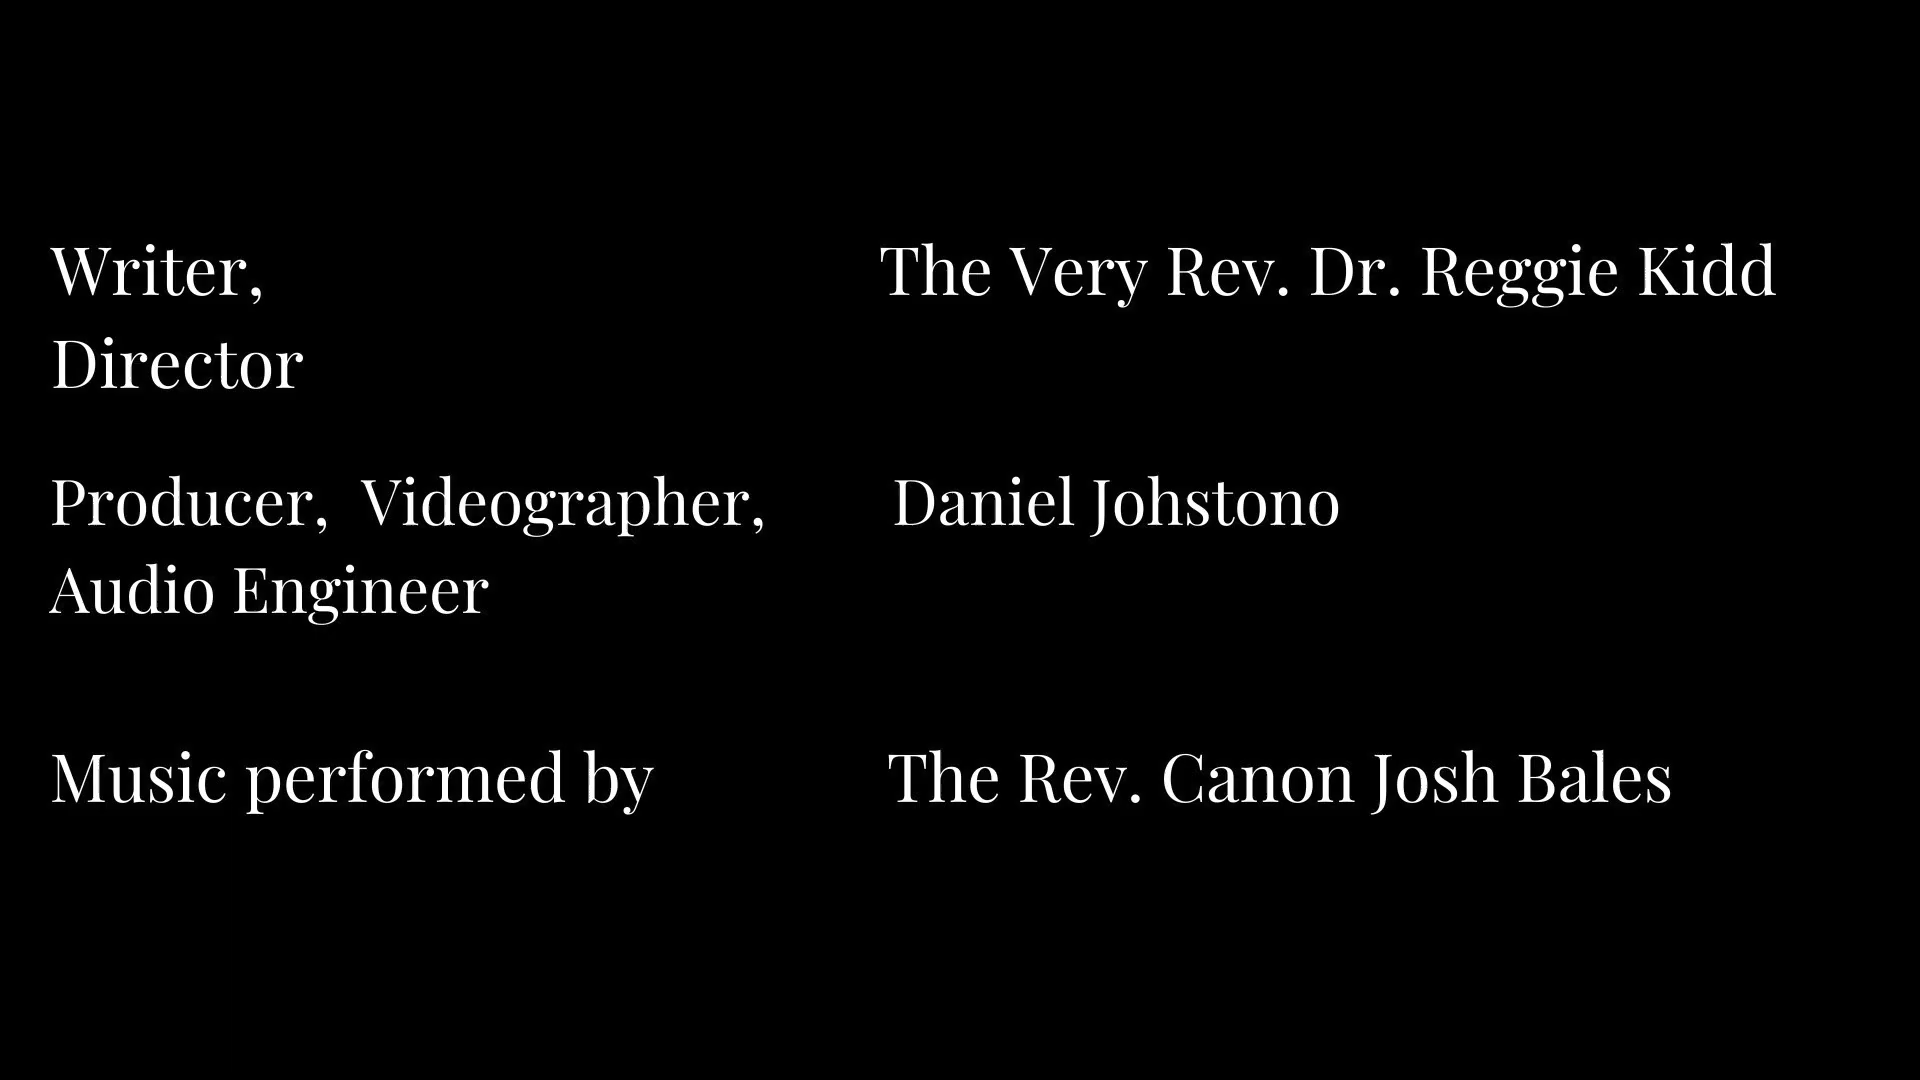 Writer, The Very Rev. Dr. Reggie Kidd
Director
Producer, Videographer, Daniel Johstono
Audio Engineer
Music performed by The Rev. Canon Josh Bales